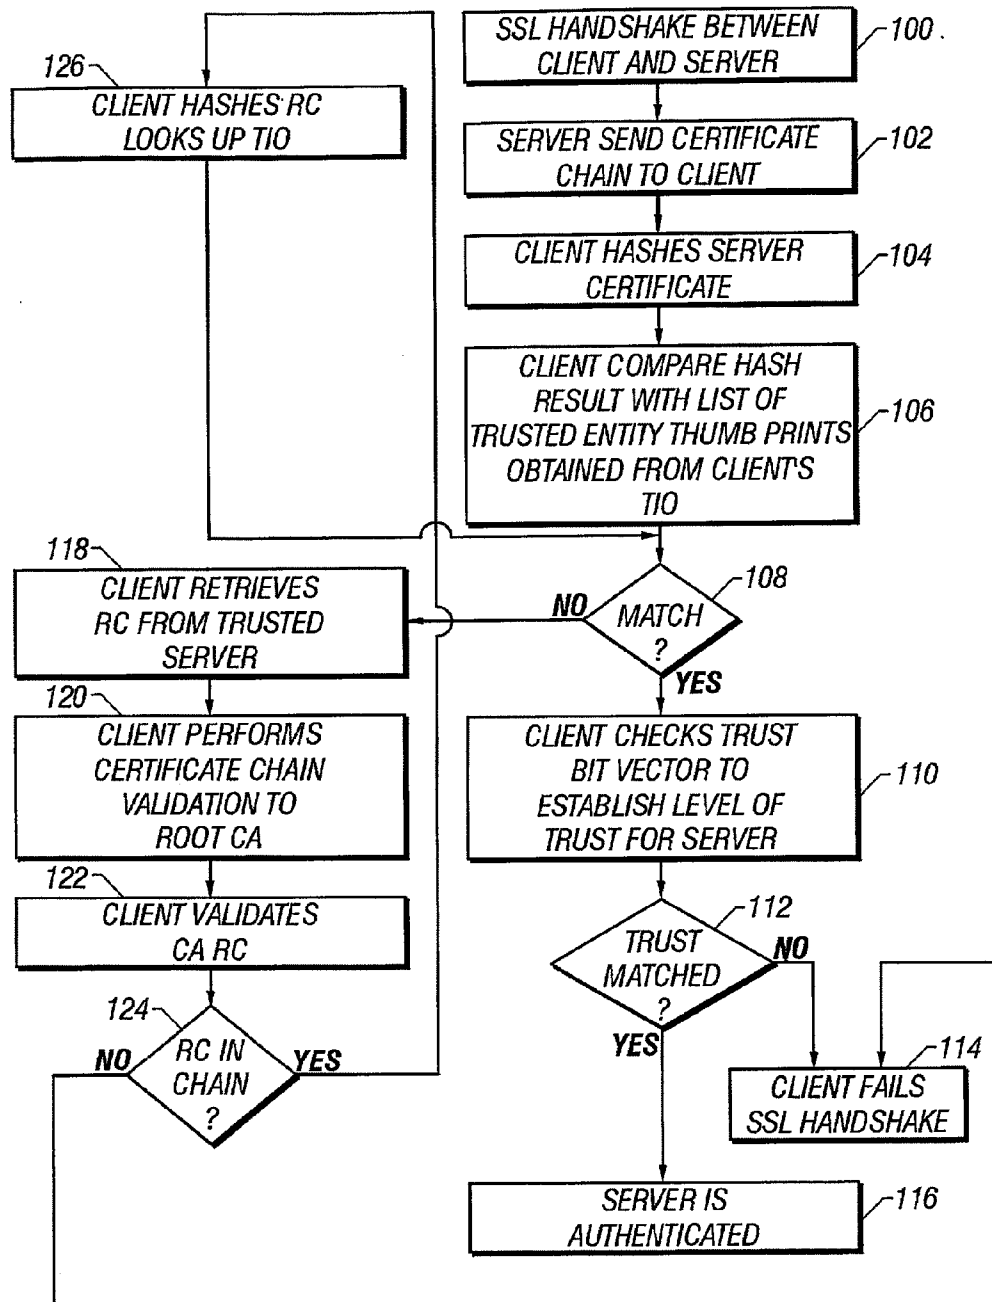 SSL HANDSHAKE BETWEEN
CLIENT AND SERVER
100
126
CLIENT HASHES RC
LOOKS UP TIO
SERVER SEND CERTIFICATE
CHAIN TO CLIENT
102
CLIENT HASHES SERVER
CERTIFICATE
104
CLIENT COMPARE HASH
RESULT WITH LIST OF
TRUSTED ENTITY THUMB PRINTS
OBTAINED FROM CLIENT'S
TIO
106
118
CLIENT RETRIEVES
RC FROM TRUSTED
SERVER
NO
MATCH
?
108
YES
120
CLIENT PERFORMS
CERTIFICATE CHAIN
VALIDATION TO
ROOT CA
CLIENT CHECKS TRUST
BIT VECTOR TO
ESTABLISH LEVEL OF
TRUST FOR SERVER
110
122
CLIENT VALIDATES
CA RC
TRUST
MATCHED
?
112
NO
YES
124
NO
RC IN
CHAIN
?
YES
114
CLIENT FAILS
SSL HANDSHAKE
SERVER IS
AUTHENTICATED
116